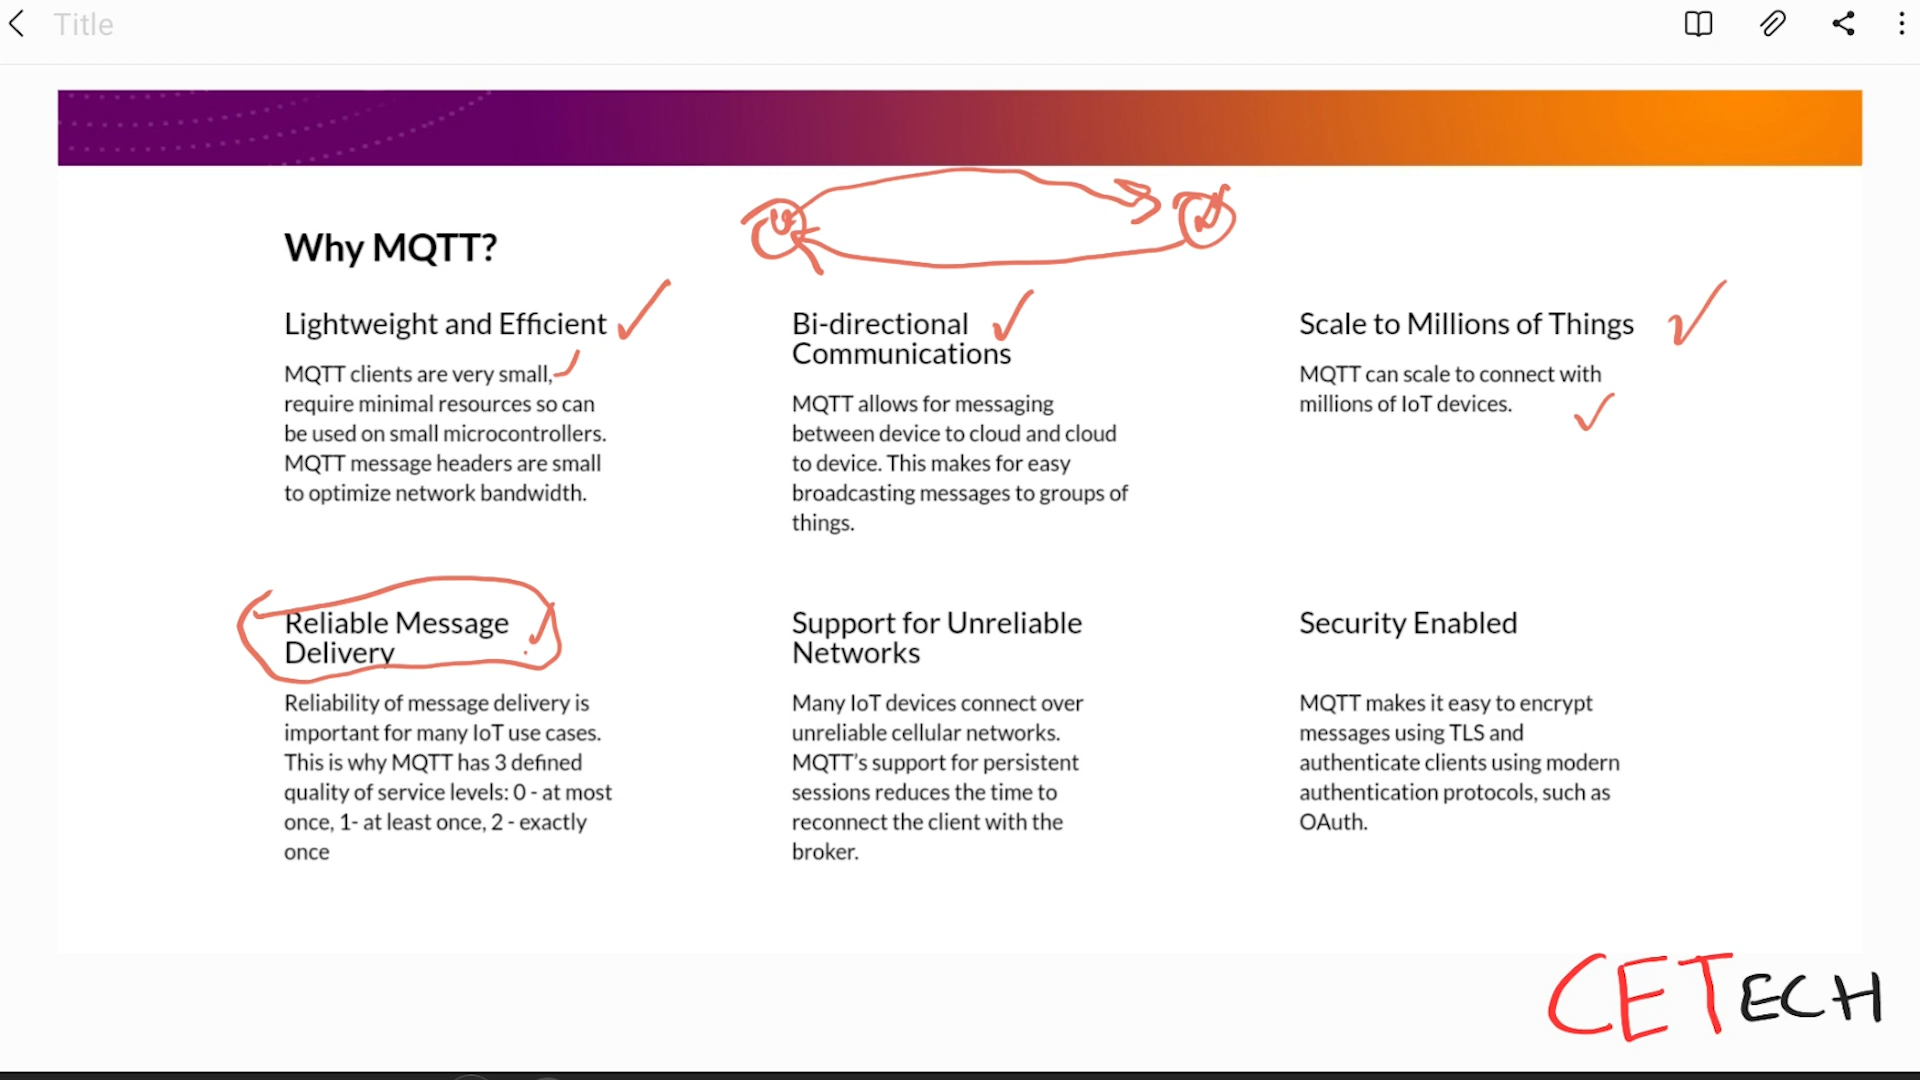 Title
Why MQTT?
Lightweight and Efficient
MQTT clients are very small,
require minimal resources so can
be used on small microcontrollers.
MQTT message headers are small
to optimize network bandwidth.
Bi-directional
Communications
MQTT allows for messaging
between device to cloud and cloud
to device. This makes for easy
broadcasting messages to groups of
things.
Scale to Millions of Things
MQTT can scale to connect with
millions of IoT devices.
Reliable Message
Delivery
Reliability of message delivery is
important for many IoT use cases.
This is why MQTT has 3 defined
quality of service levels: 0 - at most
once, 1- at least once, 2 - exactly
once
Support for Unreliable
Networks
Many IoT devices connect over
unreliable cellular networks.
MQTT’s support for persistent
sessions reduces the time to
reconnect the client with the
broker.
Security Enabled
MQTT makes it easy to encrypt
messages using TLS and
authenticate clients using modern
authentication protocols, such as
OAuth.
CETECH